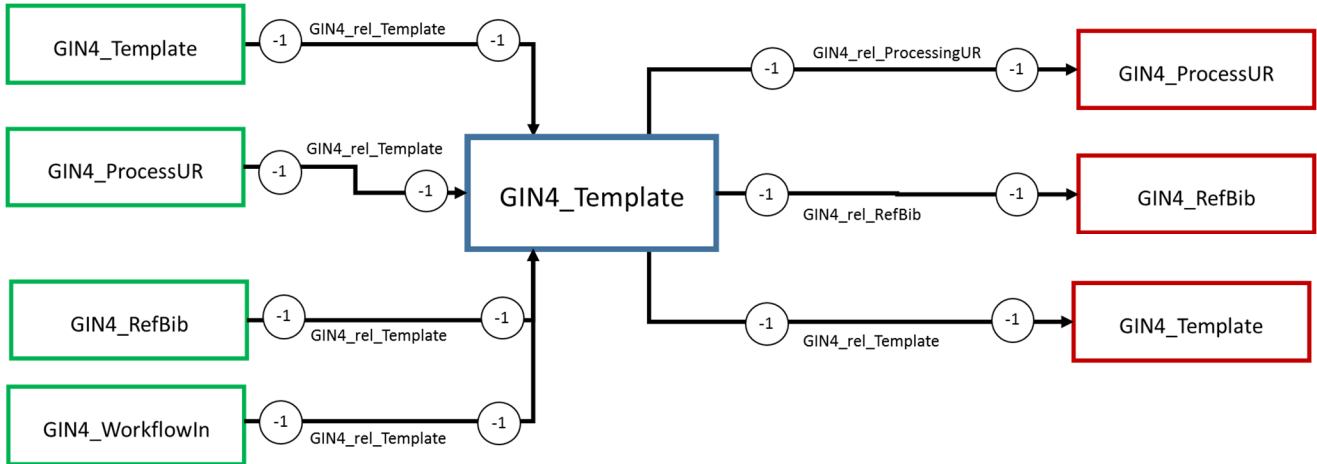 GIN4_Template
-1
GIN4_rel_Template
-1
GIN4_ProcessUR
-1
GIN4_rel_Template
-1
GIN4_RefBib
-1
GIN4_rel_Template
-1
GIN4_WorkflowIn
-1
GIN4_rel_Template
-1
GIN4_Template
-1
GIN4_rel_ProcessingUR
-1
GIN4_ProcessUR
-1
GIN4_rel_RefBib
-1
GIN4_RefBib
-1
GIN4_rel_Template
-1
GIN4_Template